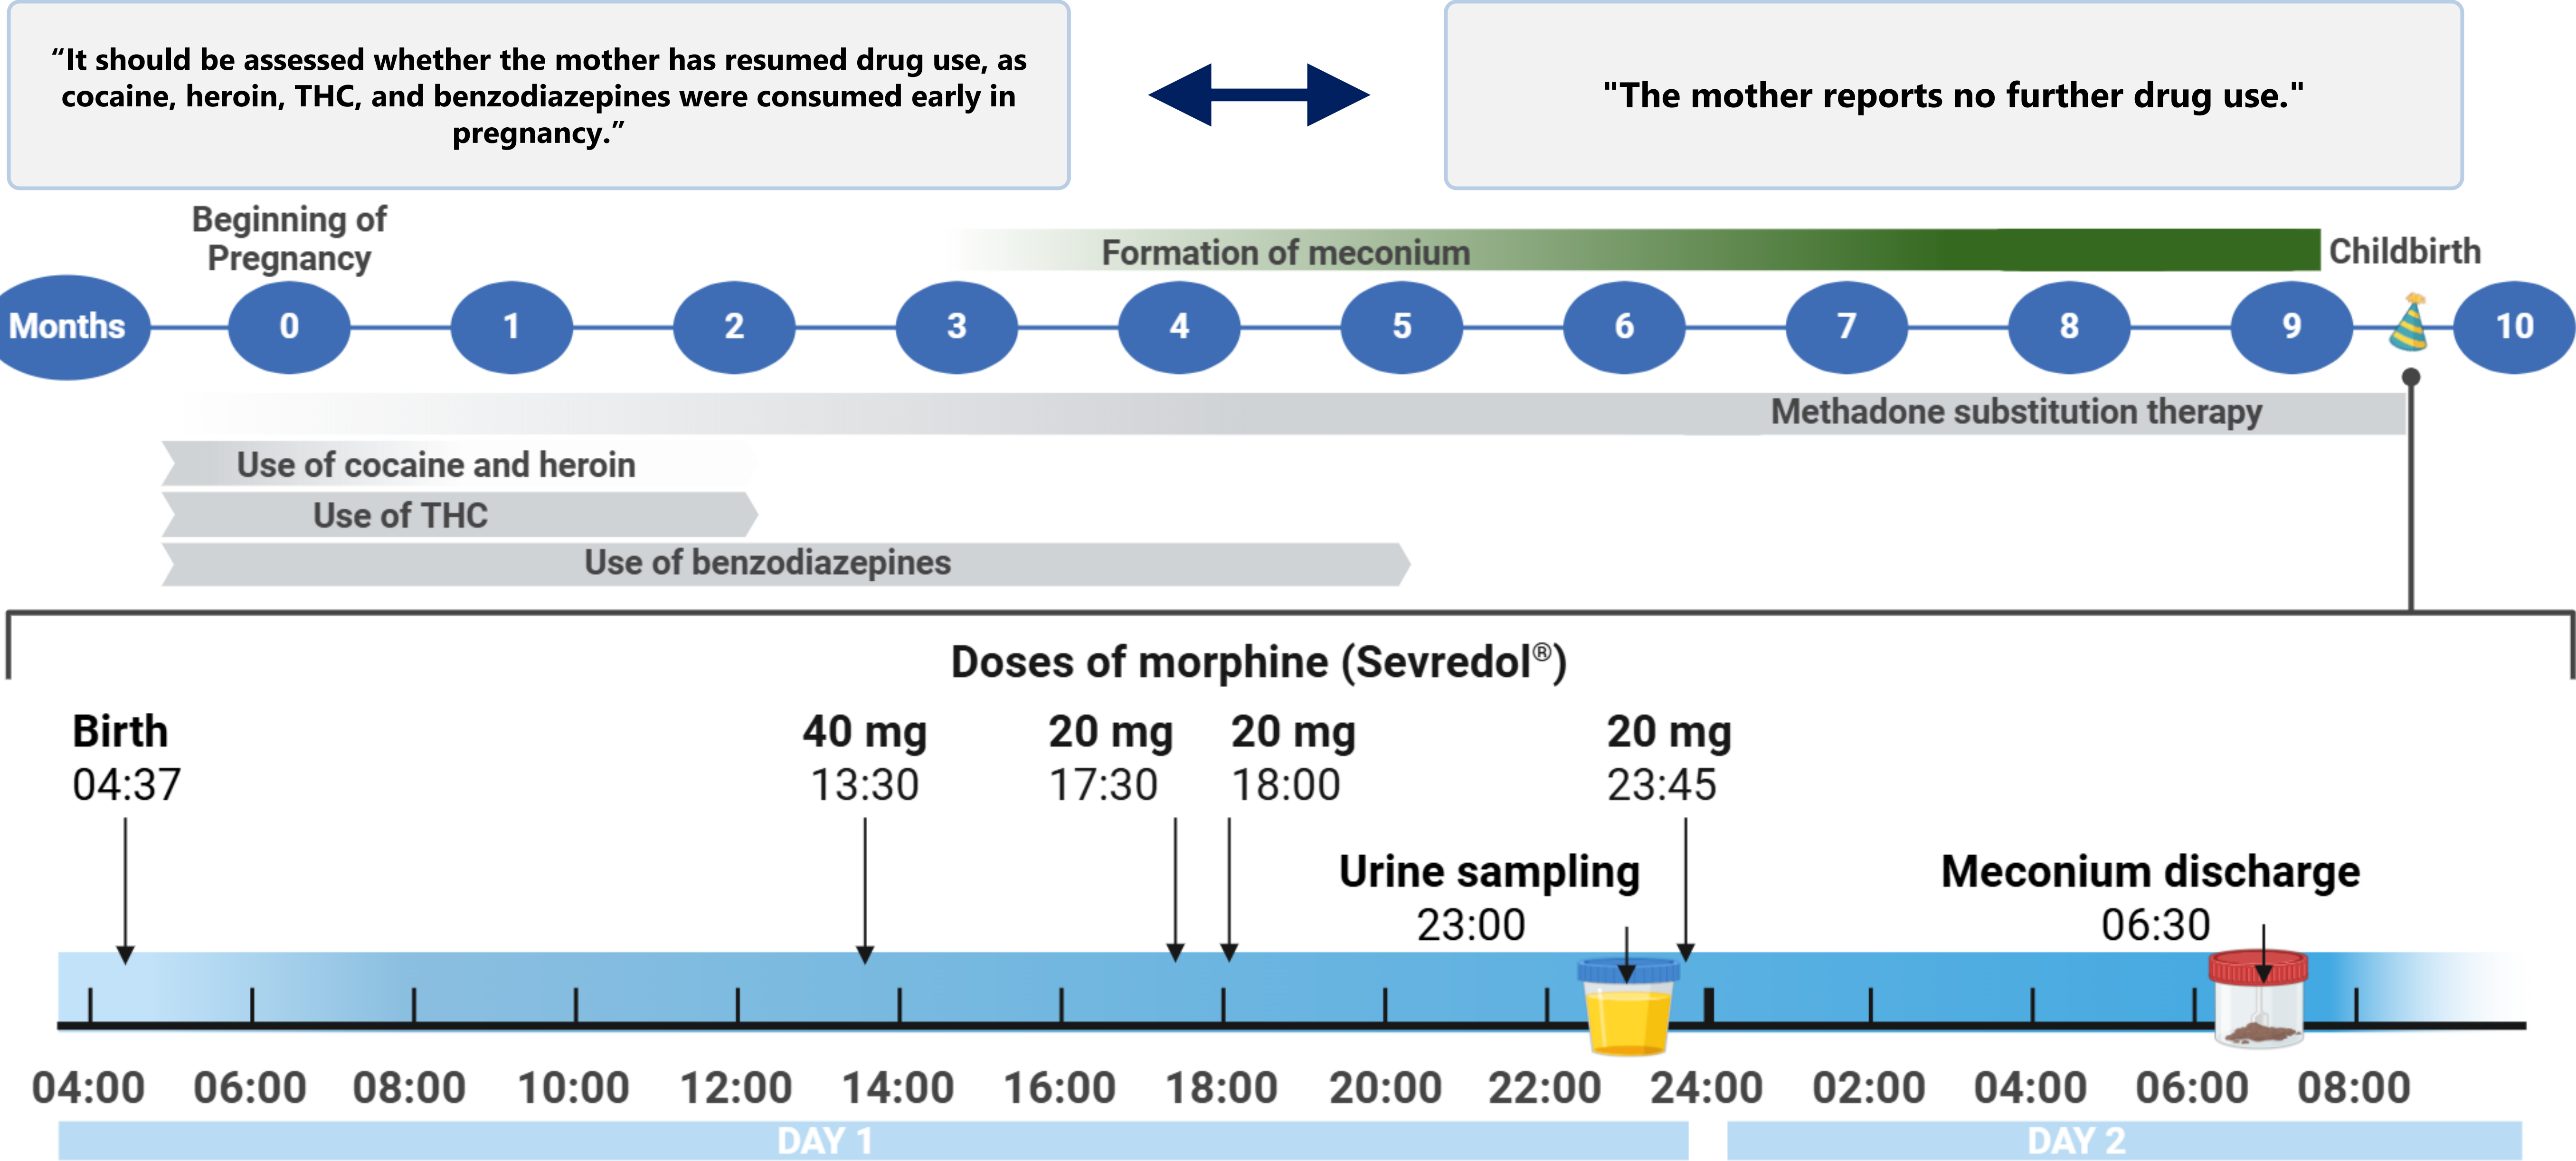 “It should be assessed whether the mother has resumed drug use, as
cocaine, heroin, THC, and benzodiazepines were consumed early in
pregnancy.”
"The mother reports no further drug use."
Beginning of
Pregnancy
Formation of meconium
Childbirth
Months 0 1 2 3 4 5 6 7 8 9 10
Methadone substitution therapy
Use of cocaine and heroin
Use of THC
Use of benzodiazepines
Doses of morphine (Sevredol®)
Birth 40 mg 20 mg 20 mg 20 mg
04:37 13:30 17:30 18:00 23:45
Urine sampling Meconium discharge
23:00 06:30
04:00 06:00 08:00 10:00 12:00 14:00 16:00 18:00 20:00 22:00 24:00 02:00 04:00 06:00 08:00
DAY 1 DAY 2